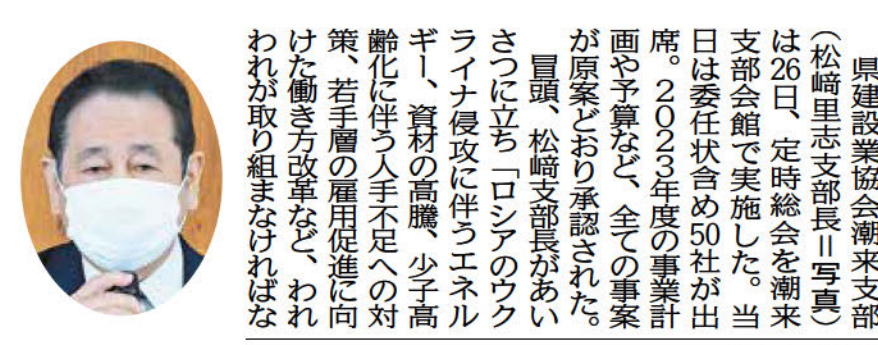 県建設業協会潮来支部
（松﨑里志支部長＝写真）
は26日、定時総会を潮来
支部会館で実施した。当
日は委任状含め50社が出
席。２０２３年度の事業計
画や予算など、全ての事案
が原案どおり承認された。
冒頭、松﨑支部長があい
さつに立ち「ロシアのウク
ライナ侵攻に伴うエネル
ギー、資材の高騰、少子高
齢化に伴う人手不足への対
策、若手層の雇用促進に向
けた働き方改革など、われ
われが取り組まなければな